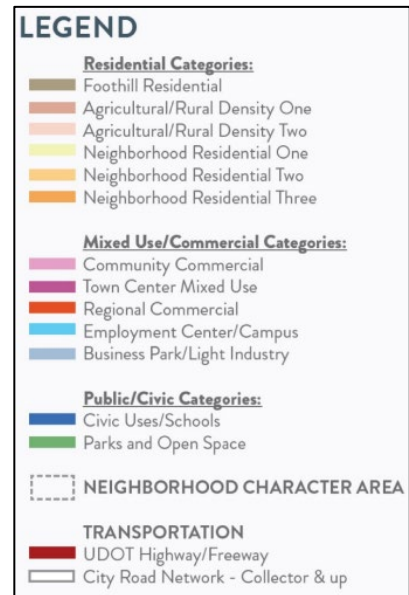 LEGEND
Residential Categories:
Foothill Residential
Agricultural/Rural Density One
Agricultural/Rural Density Two
Neighborhood Residential One
Neighborhood Residential Two
Neighborhood Residential Three
Mixed Use/Commercial Categories:
Community Commercial
Town Center Mixed Use
Regional Commercial
Employment Center/Campus
Business Park/Light Industry
Public/Civic Categories:
Civic Uses/Schools
Parks and Open Space
NEIGHBORHOOD CHARACTER AREA
TRANSPORTATION
UDOT Highway/Freeway
City Road Network - Collector & up